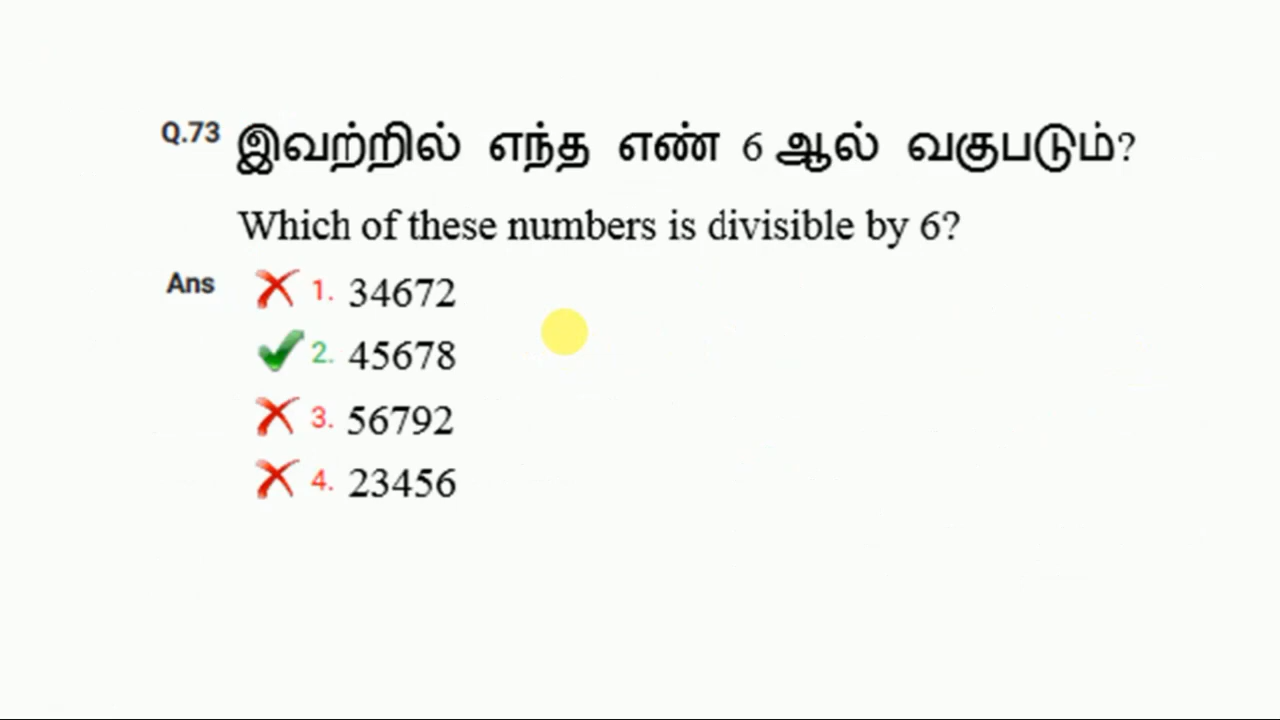 Q.73 இவற்றில் எந்த எண் 6 ஆல் வகுபடும்?
Which of these numbers is divisible by 6?
Ans 1. 34672
2. 45678
3. 56792
4. 23456